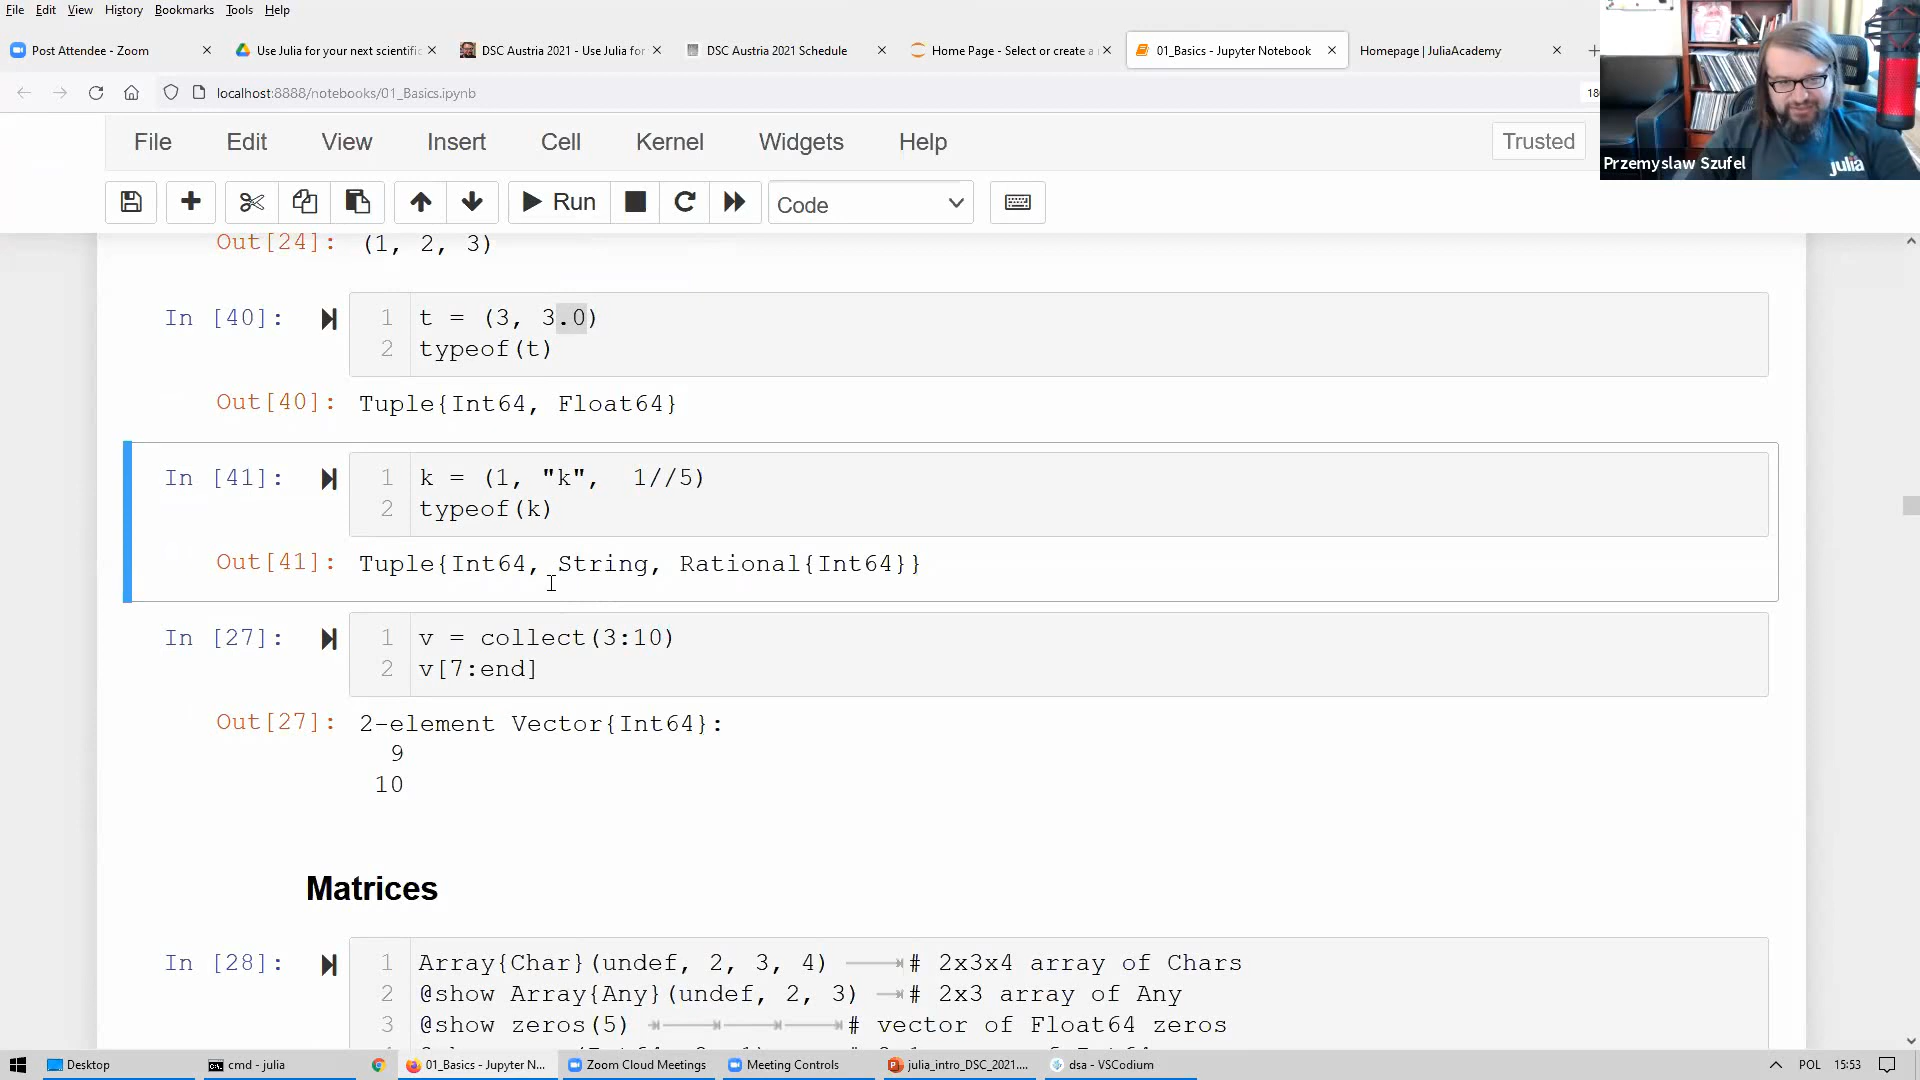 File Edit View History Bookmarks Tools Help
Post Attendee - Zoom
Use Julia for your next scientific
DSC Austria 2021 - Use Julia for
DSC Austria 2021 Schedule
Home Page - Select or create a
01_Basics - Jupyter Notebook
Homepage | JuliaAcademy
localhost:8888/notebooks/01_Basics.ipynb
File Edit View Insert Cell Kernel Widgets Help
Trusted
julia
Przemyslaw Szufel
Run
Code
Out[24]: (1, 2, 3)
In [40]: 1 t = (3, 3.0)
2 typeof(t)
Out[40]: Tuple{Int64, Float64}
In [41]: 1 k = (1, "k",  1//5)
2 typeof(k)
Out[41]: Tuple{Int64, String, Rational{Int64}}
In [27]: 1 v = collect(3:10)
2 v[7:end]
Out[27]: 2-element Vector{Int64}:
9
10
Matrices
In [28]: 1 Array{Char}(undef, 2, 3, 4) # 2x3x4 array of Chars
2 @show Array{Any}(undef, 2, 3) # 2x3 array of Any
3 @show zeros(5) # vector of Float64 zeros
Desktop
cmd - julia
01_Basics - Jupyter N...
Zoom Cloud Meetings
Meeting Controls
julia_intro_DSC_2021....
dsa - VSCodium
POL
15:53